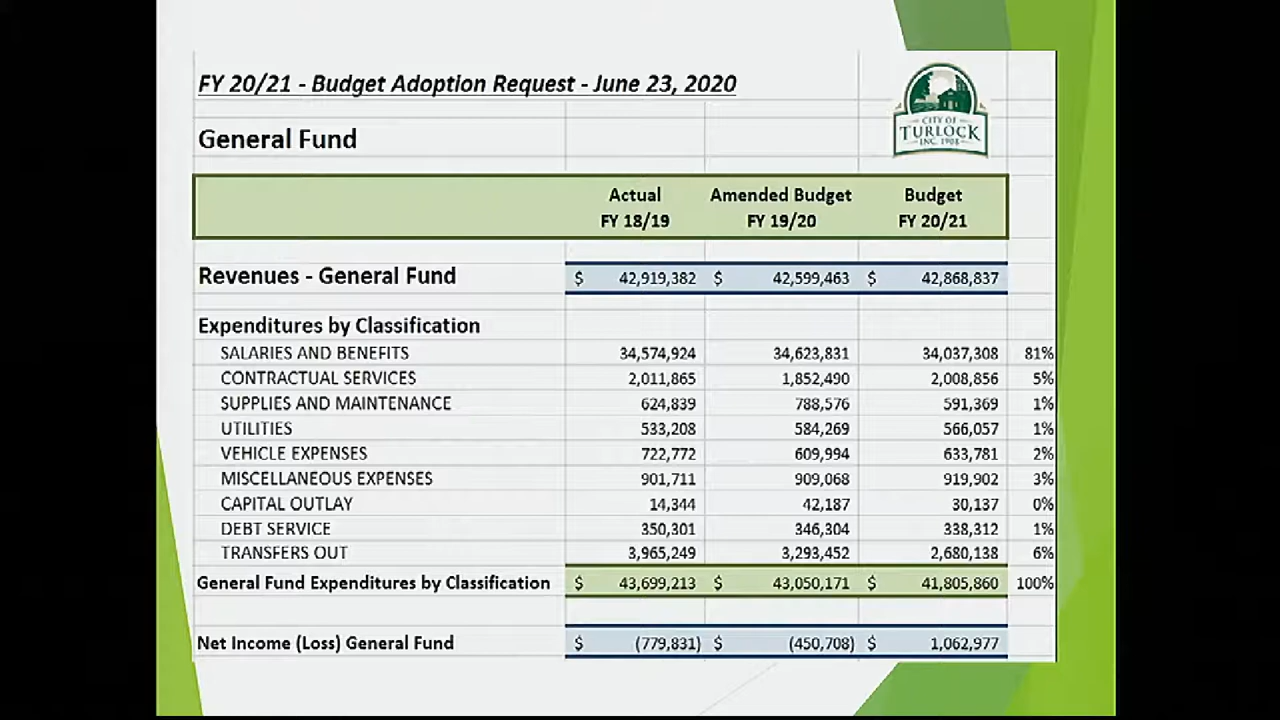 FY 20/21 - Budget Adoption Request - June 23, 2020
CITY OF
TURLOCK
INC. 1908
General Fund
Actual Amended Budget Budget
FY 18/19 FY 19/20 FY 20/21
Revenues - General Fund $ 42,919,382 $ 42,599,463 $ 42,868,837
Expenditures by Classification
SALARIES AND BENEFITS 34,574,924 34,623,831 34,037,308 81%
CONTRACTUAL SERVICES 2,011,865 1,852,490 2,008,856 5%
SUPPLIES AND MAINTENANCE 624,839 788,576 591,369 1%
UTILITIES 533,208 584,269 566,057 1%
VEHICLE EXPENSES 722,772 609,994 633,781 2%
MISCELLANEOUS EXPENSES 901,711 909,068 919,902 3%
CAPITAL OUTLAY 14,344 42,187 30,137 0%
DEBT SERVICE 350,301 346,304 338,312 1%
TRANSFERS OUT 3,965,249 3,293,452 2,680,138 6%
General Fund Expenditures by Classification $ 43,699,213 $ 43,050,171 $ 41,805,860 100%
Net Income (Loss) General Fund $ (779,831) $ (450,708) $ 1,062,977